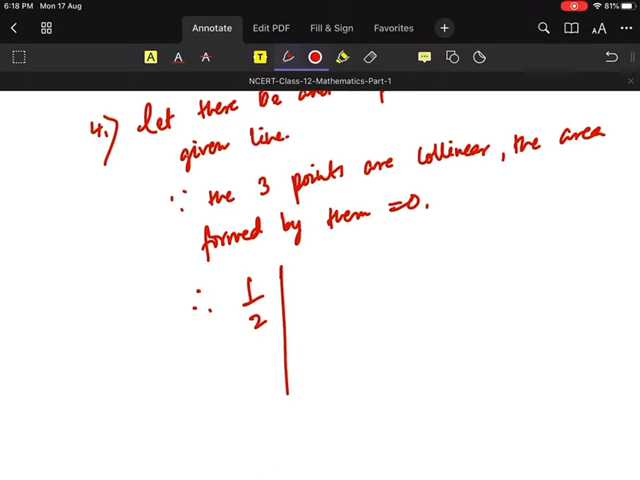 6:18 PM Mon 17 Aug 81%
Annotate Edit PDF Fill & Sign Favorites
NCERT-Class-12-Mathematics-Part-1
4.) Let there be
given line.
∵ the 3 points are collinear, the area
formed by them =0.
∴ 1/2 |